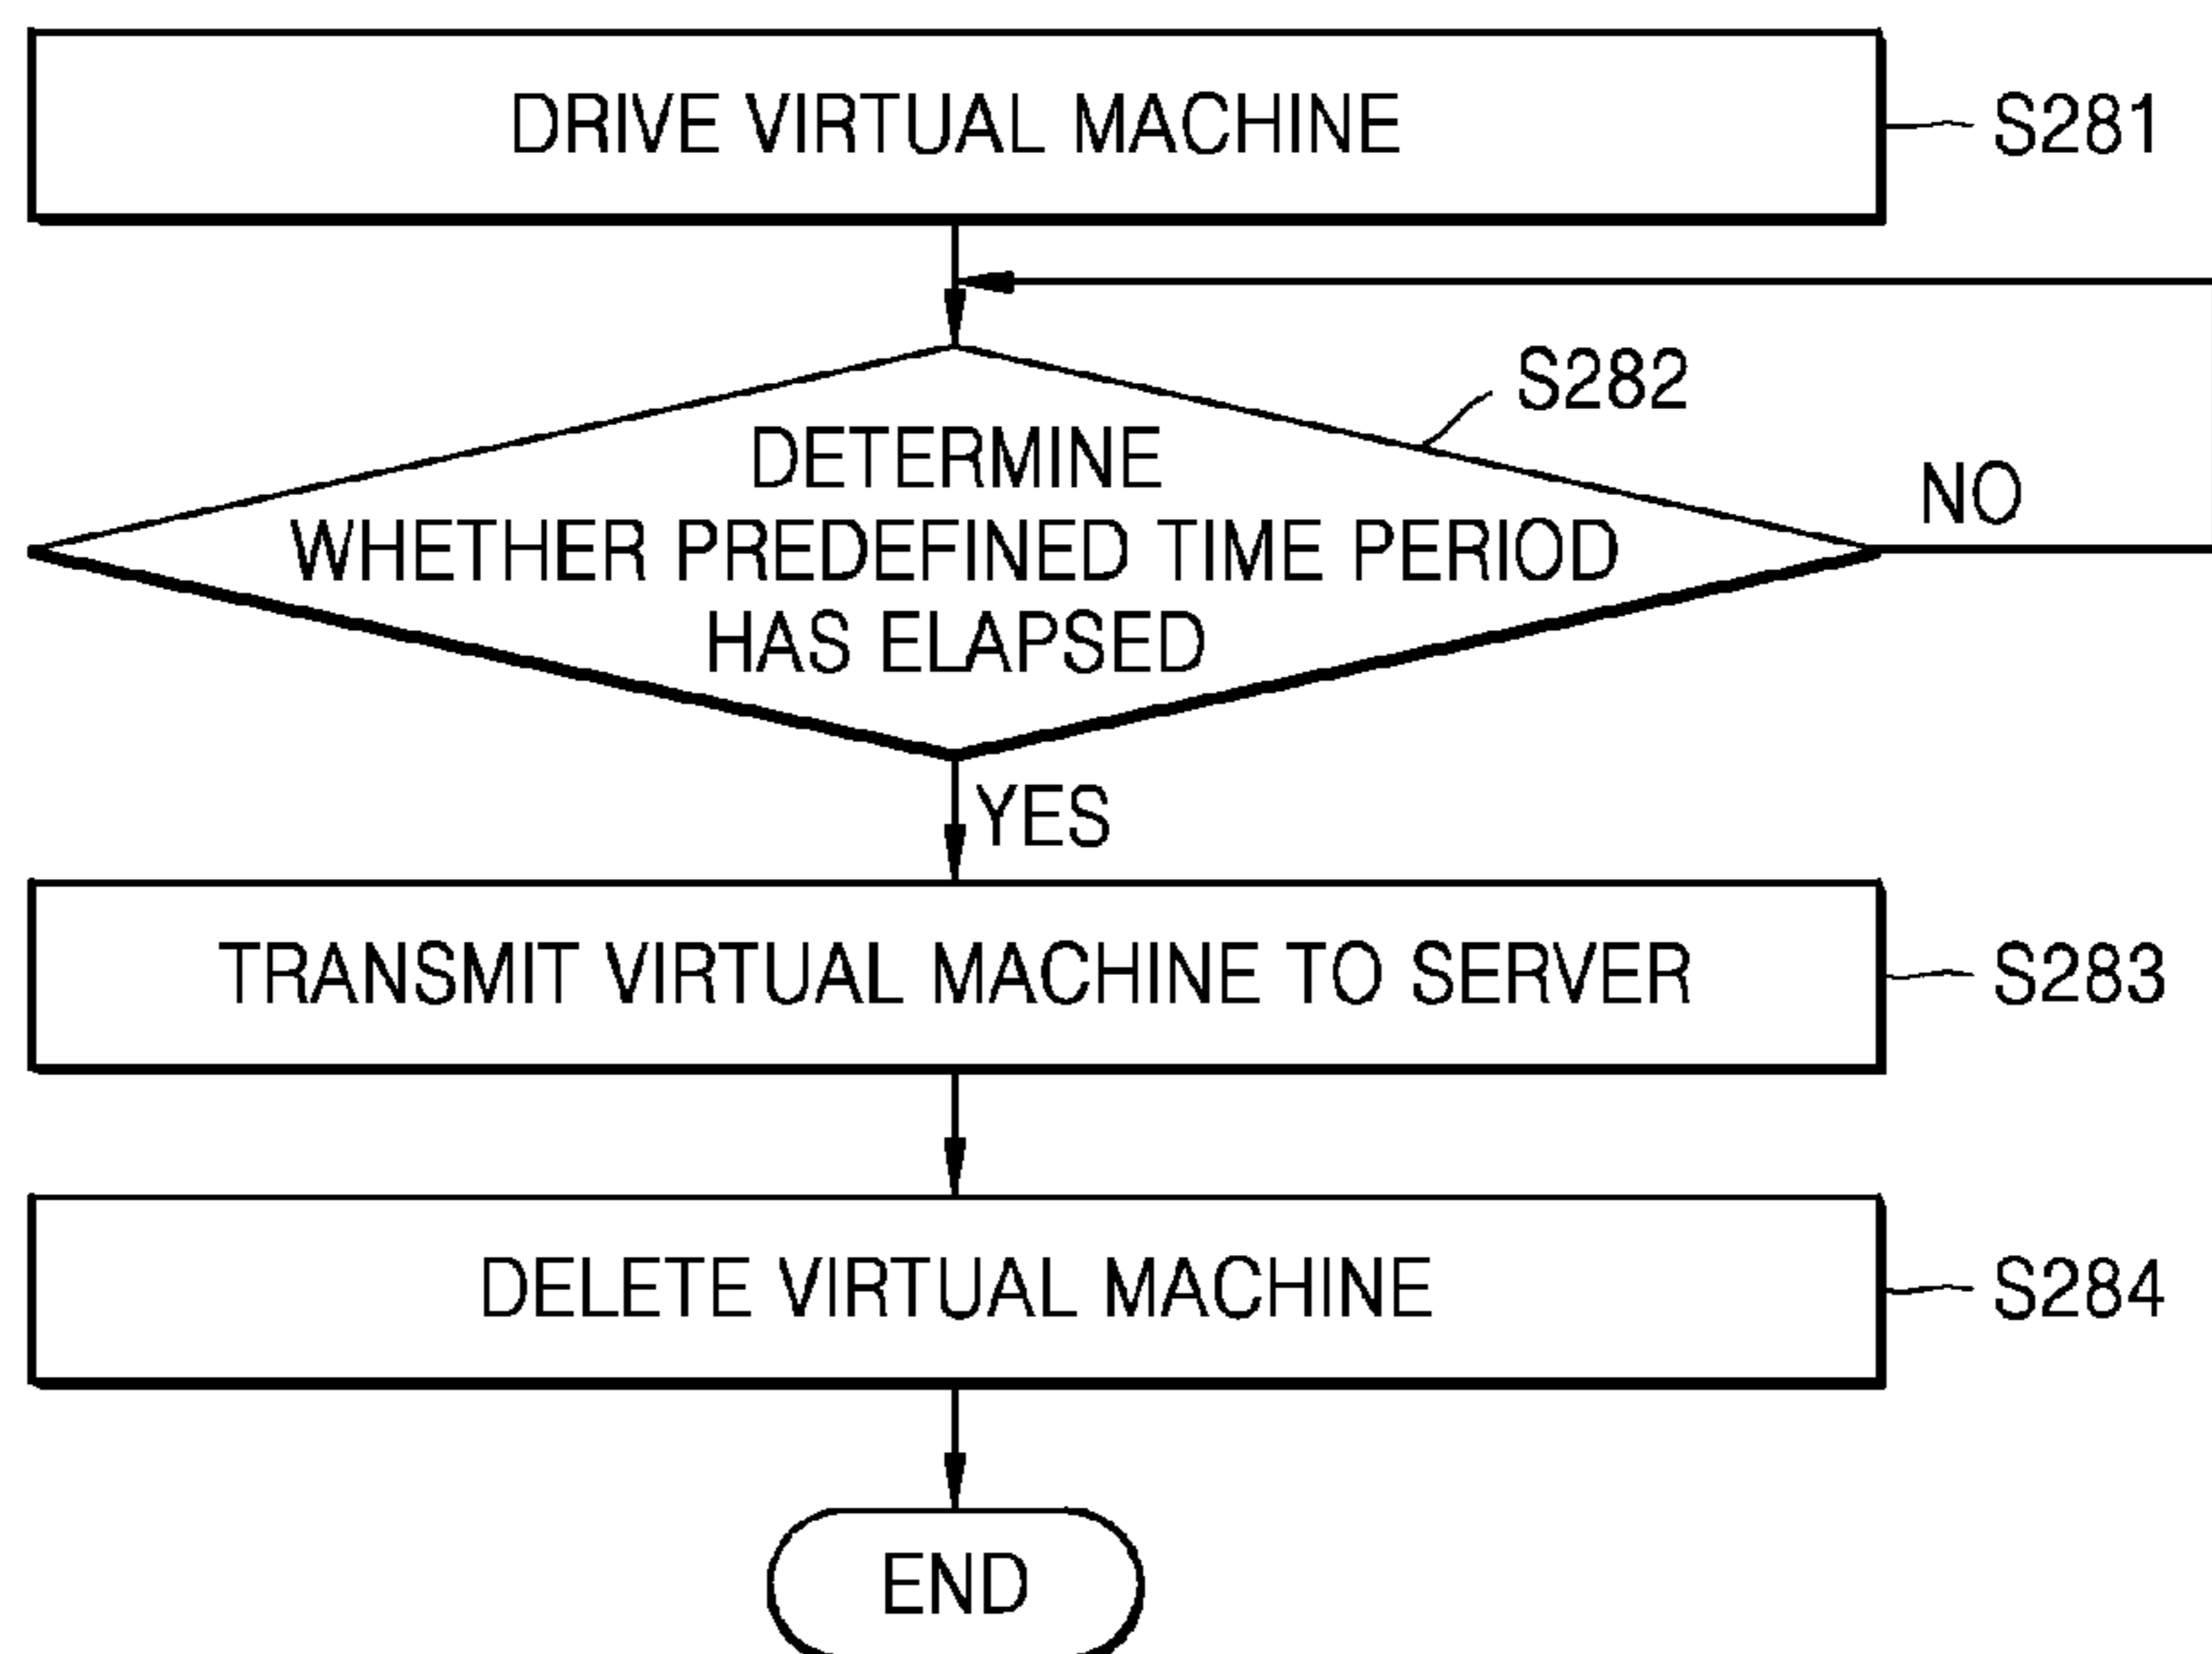 DRIVE VIRTUAL MACHINE
S281
S282
DETERMINE
WHETHER PREDEFINED TIME PERIOD
HAS ELAPSED
NO
YES
TRANSMIT VIRTUAL MACHINE TO SERVER
S283
DELETE VIRTUAL MACHINE
S284
END